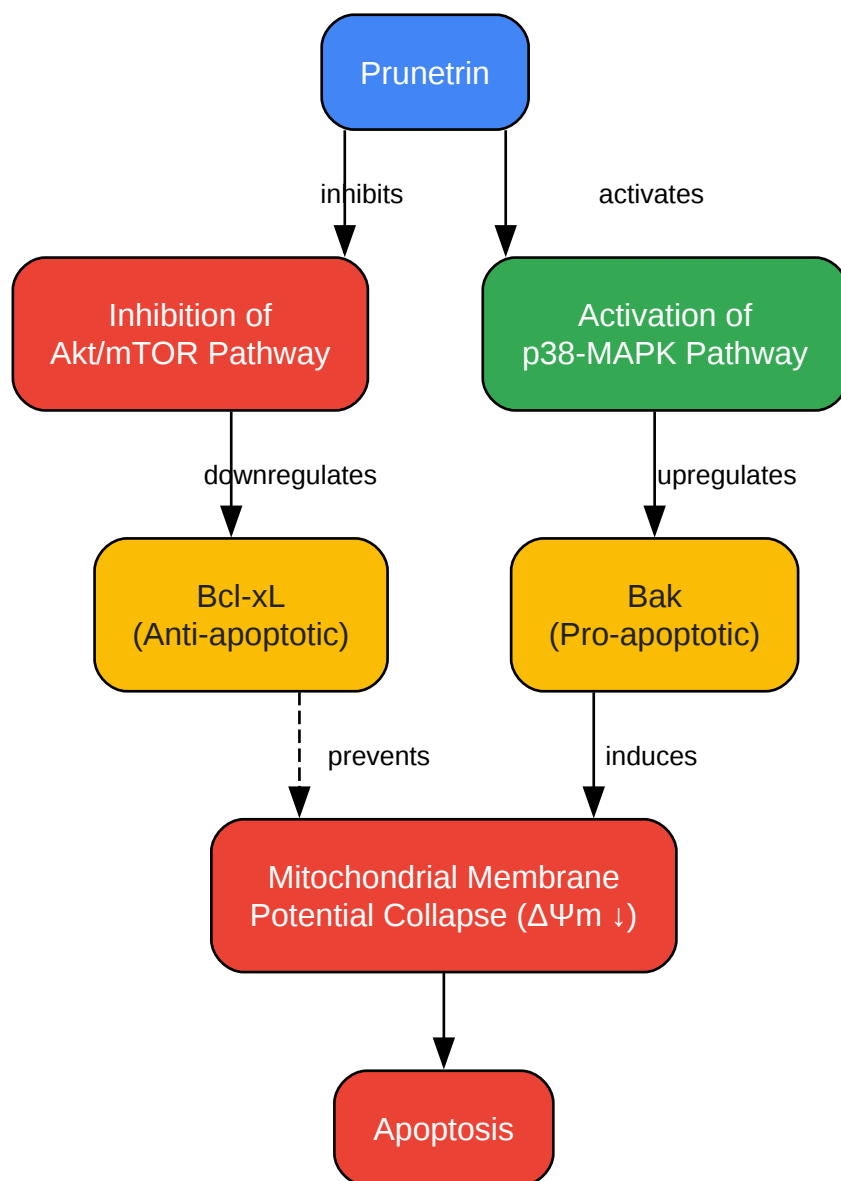 Prunetrin
inhibits
activates
Inhibition of
Akt/mTOR Pathway
Activation of
p38-MAPK Pathway
downregulates
upregulates
Bcl-xL
(Anti-apoptotic)
Bak
(Pro-apoptotic)
prevents
induces
Mitochondrial Membrane
Potential Collapse (ΔΨm ↓)
Apoptosis